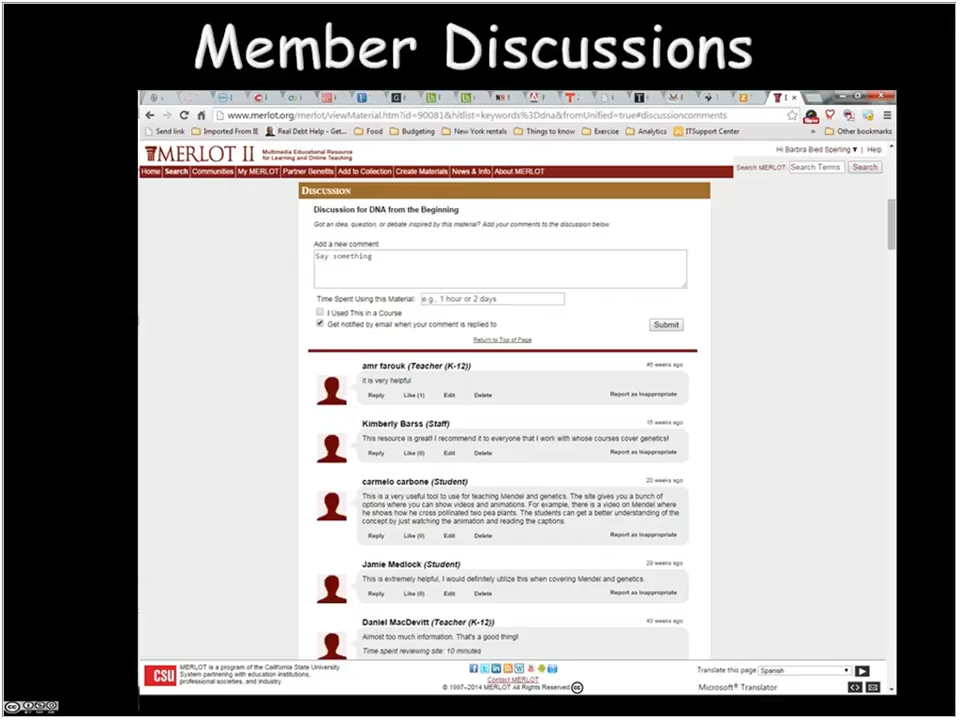 Member Discussions
www.merlot.org/merlot/viewMaterial.htm?id=90081&hitlist=keywords%3Ddna&fromUnified=true#discussioncomments
Send link Imported From IE Real Debt Help - Get... Food Budgeting New York rentals Things to know Exercise Analytics ITSupport Center » Other bookmarks
MERLOT II
Multimedia Educational Resource
for Learning and Online Teaching
Hi Barbra Bied Sperling ▼ | Help
Home Search Communities My MERLOT Partner Benefits Add to Collection Create Materials News & Info About MERLOT
Search MERLOT: Search Terms Search
DISCUSSION
Discussion for DNA from the Beginning
Got an idea, question, or debate inspired by this material? Add your comments to the discussion below
Add a new comment
Say something
Time Spent Using this Material: e.g., 1 hour or 2 days
I Used This in a Course
Get notified by email when your comment is replied to
Submit
Return to Top of Page
amr farouk (Teacher (K-12)) 45 weeks ago
it is very helpful
Reply Like (1) Edit Delete Report as Inappropriate
Kimberly Barss (Staff) 15 weeks ago
This resource is great! I recommend it to everyone that I work with whose courses cover genetics!
Reply Like (0) Edit Delete Report as Inappropriate
carmelo carbone (Student) 20 weeks ago
This is a very useful tool to use for teaching Mendel and genetics. The site gives you a bunch of
options where you can show videos and animations. For example, there is a video on Mendel where
he shows how he cross pollinated two pea plants. The students can get a better understanding of the
concept by just watching the animation and reading the captions.
Reply Like (0) Edit Delete Report as Inappropriate
Jamie Medlock (Student) 29 weeks ago
This is extremely helpful, I would definitely utilize this when covering Mendel and genetics.
Reply Like (0) Edit Delete Report as Inappropriate
Daniel MacDevitt (Teacher (K-12)) 43 weeks ago
Almost too much information. That's a good thing!
Time spent reviewing site: 10 minutes
CSU
MERLOT is a program of the California State University
System partnering with education institutions,
professional societies, and industry.
Contact MERLOT
© 1997–2014 MERLOT All Rights Reserved
Translate this page Spanish
Microsoft® Translator